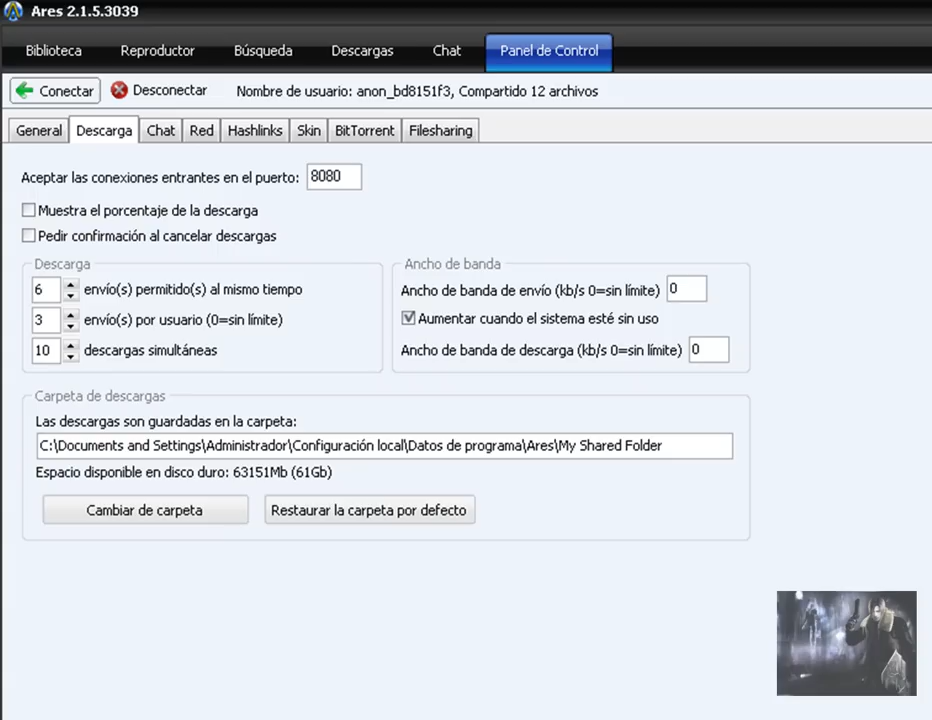 Ares 2.1.5.3039
Biblioteca Reproductor Búsqueda Descargas Chat Panel de Control
Conectar Desconectar Nombre de usuario: anon_bd8151f3, Compartido 12 archivos
General Descarga Chat Red Hashlinks Skin BitTorrent Filesharing
Aceptar las conexiones entrantes en el puerto: 8080
Muestra el porcentaje de la descarga
Pedir confirmación al cancelar descargas
Descarga
6 envío(s) permitido(s) al mismo tiempo
3 envío(s) por usuario (0=sin límite)
10 descargas simultáneas
Ancho de banda
Ancho de banda de envío (kb/s 0=sin límite) 0
Aumentar cuando el sistema esté sin uso
Ancho de banda de descarga (kb/s 0=sin límite) 0
Carpeta de descargas
Las descargas son guardadas en la carpeta:
C:\Documents and Settings\Administrador\Configuración local\Datos de programa\Ares\My Shared Folder
Espacio disponible en disco duro: 63151Mb (61Gb)
Cambiar de carpeta Restaurar la carpeta por defecto